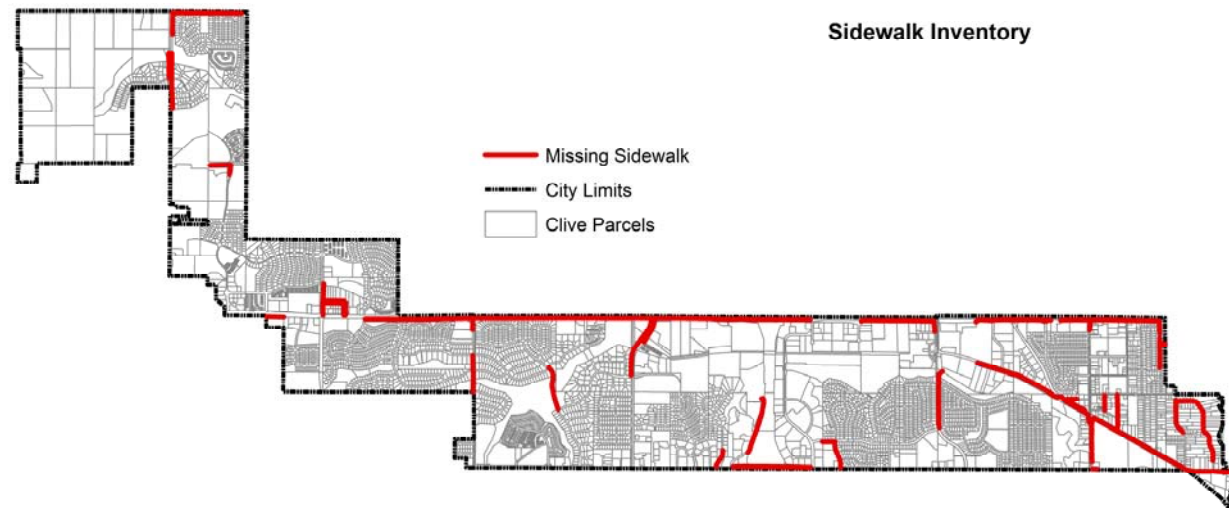 Sidewalk Inventory
Missing Sidewalk
City Limits
Clive Parcels